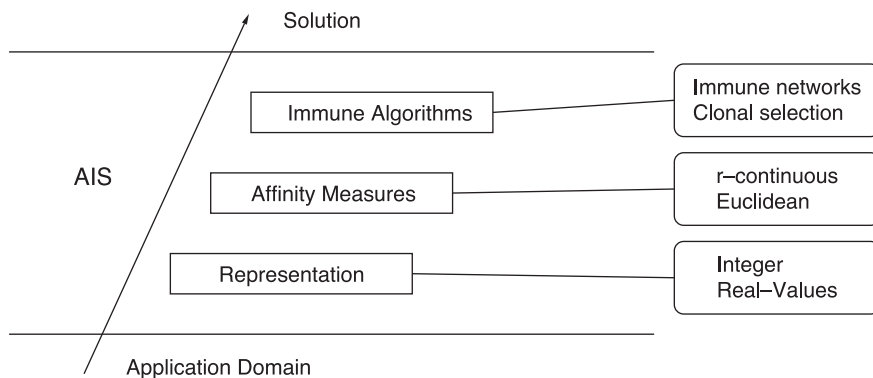 Solution
Immune Algorithms
Immune networks
Clonal selection
AIS
Affinity Measures
r–continuous
Euclidean
Representation
Integer
Real–Values
Application Domain